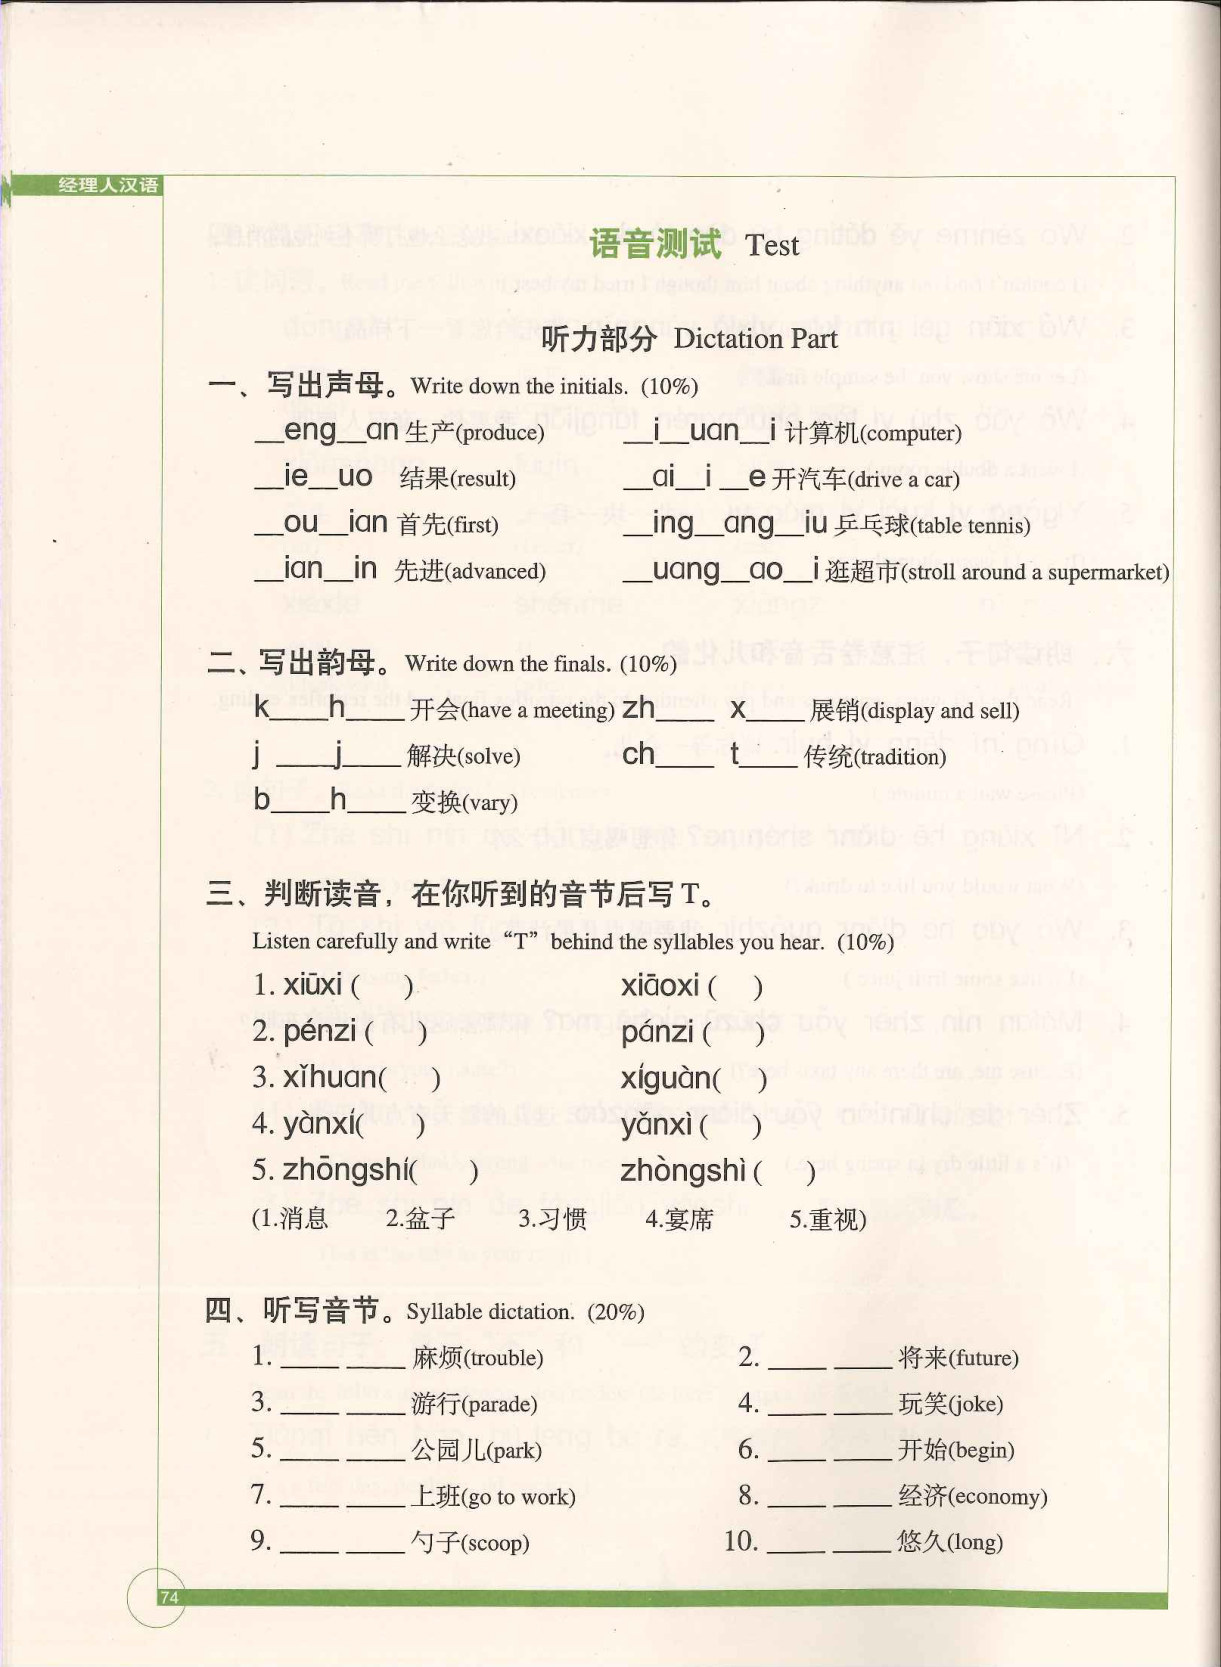 经理人汉语
语音测试 Test
听力部分 Dictation Part
一、写出声母。Write down the initials. (10%)
__eng__an 生产(produce) __i__uan__i 计算机(computer)
__ie__uo 结果(result) __ai__i __e 开汽车(drive a car)
__ou__ian 首先(first) __ing__ang__iu 乒乓球(table tennis)
__ian__in 先进(advanced) __uang__ao__i 逛超市(stroll around a supermarket)
二、写出韵母。Write down the finals. (10%)
k____h____ 开会(have a meeting) zh____ x____ 展销(display and sell)
j ____j____ 解决(solve) ch____ t____ 传统(tradition)
b____h____ 变换(vary)
三、判断读音，在你听到的音节后写 T。
Listen carefully and write “T” behind the syllables you hear. (10%)
1. xiūxi ( ) xiāoxi ( )
2. pénzi ( ) pánzi ( )
3. xǐhuan( ) xíguàn( )
4. yànxí( ) yǎnxì ( )
5. zhōngshí( ) zhòngshì ( )
(1.消息 2.盆子 3.习惯 4.宴席 5.重视)
四、听写音节。Syllable dictation. (20%)
1. ____ ____ 麻烦(trouble) 2. ____ ____ 将来(future)
3. ____ ____ 游行(parade) 4. ____ ____ 玩笑(joke)
5. ____ ____ 公园儿(park) 6. ____ ____ 开始(begin)
7. ____ ____ 上班(go to work) 8. ____ ____ 经济(economy)
9. ____ ____ 勺子(scoop) 10. ____ ____ 悠久(long)
74